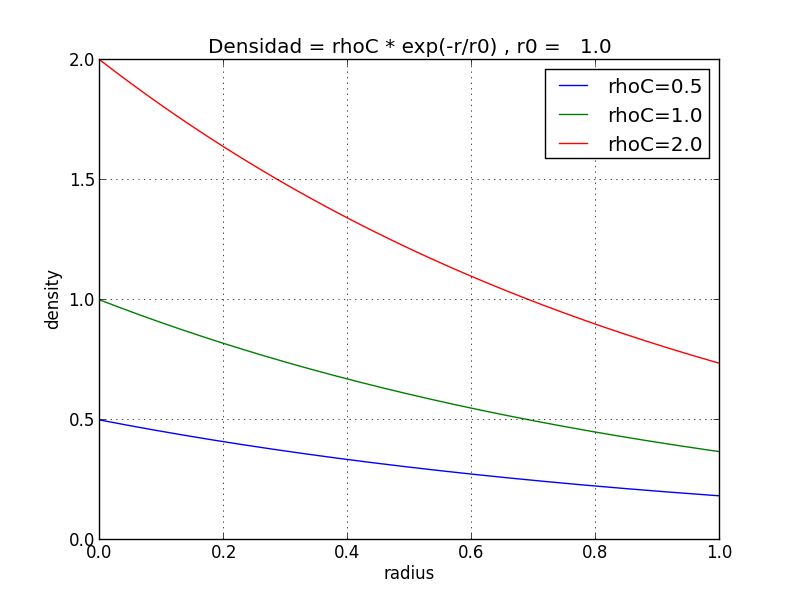 Densidad = rhoC * exp(-r/r0) , r0 =   1.0
rhoC=0.5
rhoC=1.0
rhoC=2.0
2.0
1.5
1.0
0.5
0.0
density
0.0 0.2 0.4 0.6 0.8 1.0
radius